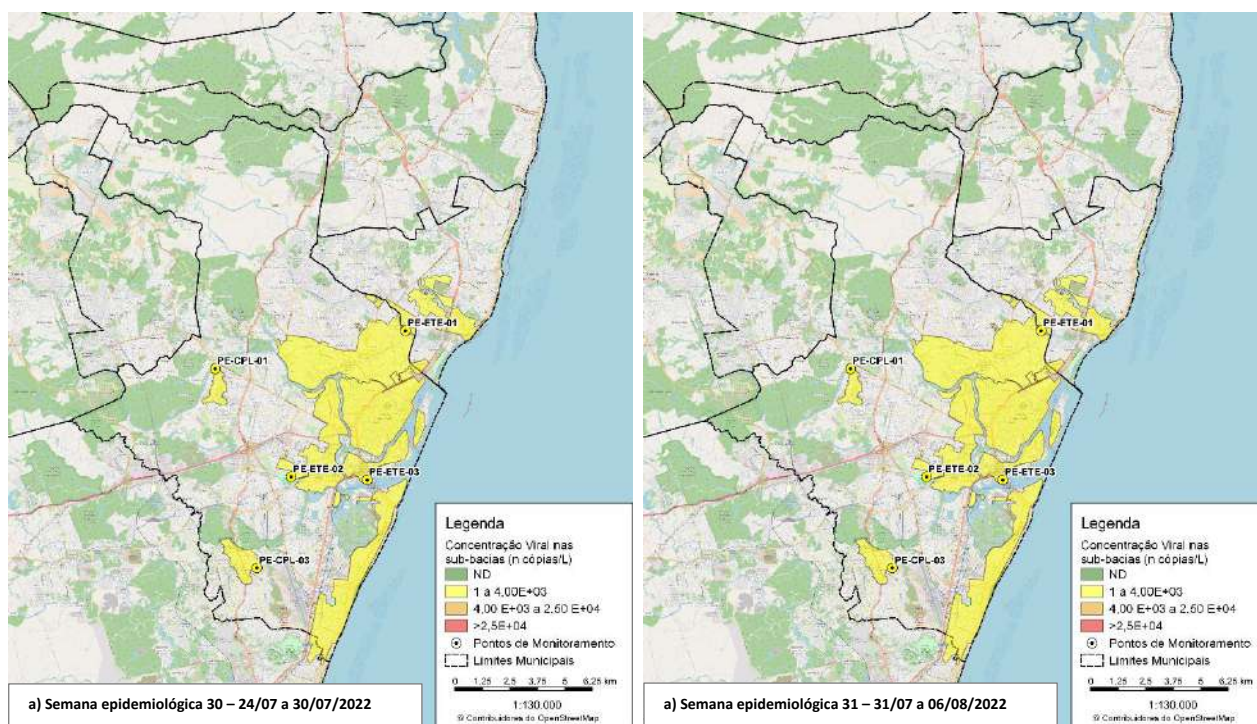 PE-ETE-01
PE-CPL-01
PE-ETE-02
PE-ETE-03
PE-CPL-03
Legenda
Concentração Viral nas
sub-bacias (n cópias/L)
ND
1 a 4,00E+03
4,00 E+03 a 2,50 E+04
>2,5E+04
Pontos de Monitoramento
Limites Municipais
0 1,25 2,5 3,75 5 6,25 km
1:130.000
© Contribuidores do OpenStreetMap
a) Semana epidemiológica 30 – 24/07 a 30/07/2022
PE-ETE-01
PE-CPL-01
PE-ETE-02
PE-ETE-03
PE-CPL-03
Legenda
Concentração Viral nas
sub-bacias (n cópias/L)
ND
1 a 4,00E+03
4,00 E+03 a 2,50 E+04
>2,5E+04
Pontos de Monitoramento
Limites Municipais
0 1,25 2,5 3,75 5 6,25 km
1:130.000
© Contribuidores do OpenStreetMap
a) Semana epidemiológica 31 – 31/07 a 06/08/2022